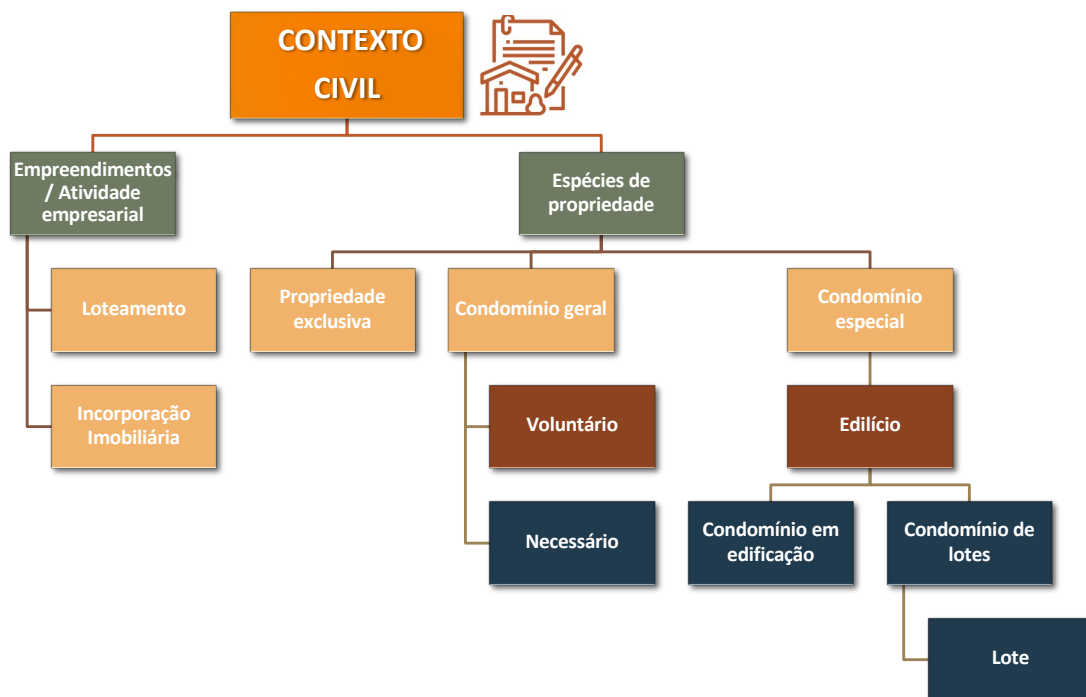 CONTEXTO
CIVIL
Empreendimentos
/ Atividade
empresarial
Espécies de
propriedade
Loteamento
Propriedade
exclusiva
Condomínio geral
Condomínio
especial
Incorporação
Imobiliária
Voluntário
Edilício
Necessário
Condomínio em
edificação
Condomínio de
lotes
Lote